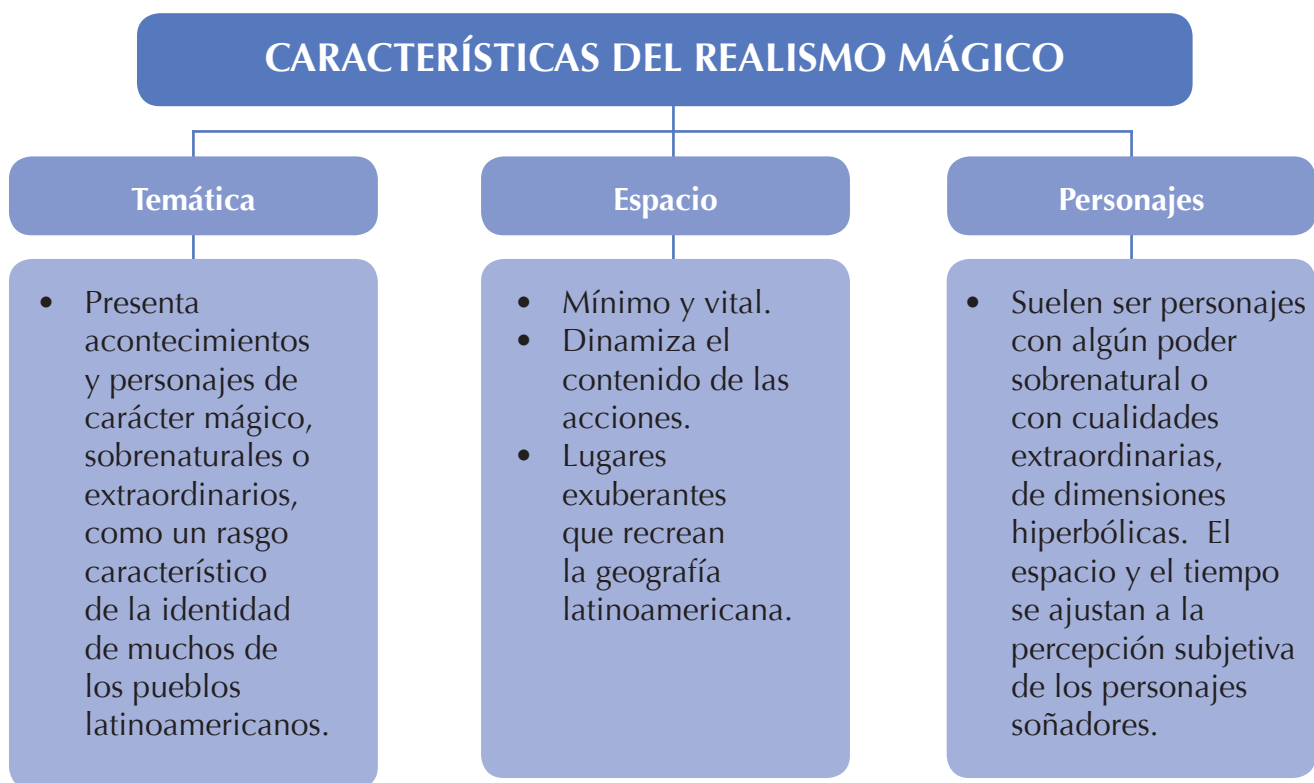 CARACTERÍSTICAS DEL REALISMO MÁGICO
Temática
• Presenta
acontecimientos
y personajes de
carácter mágico,
sobrenaturales o
extraordinarios,
como un rasgo
característico
de la identidad
de muchos de
los pueblos
latinoamericanos.
Espacio
• Mínimo y vital.
• Dinamiza el
contenido de las
acciones.
• Lugares
exuberantes
que recrean
la geografía
latinoamericana.
Personajes
• Suelen ser personajes
con algún poder
sobrenatural o
con cualidades
extraordinarias,
de dimensiones
hiperbólicas. El
espacio y el tiempo
se ajustan a la
percepción subjetiva
de los personajes
soñadores.